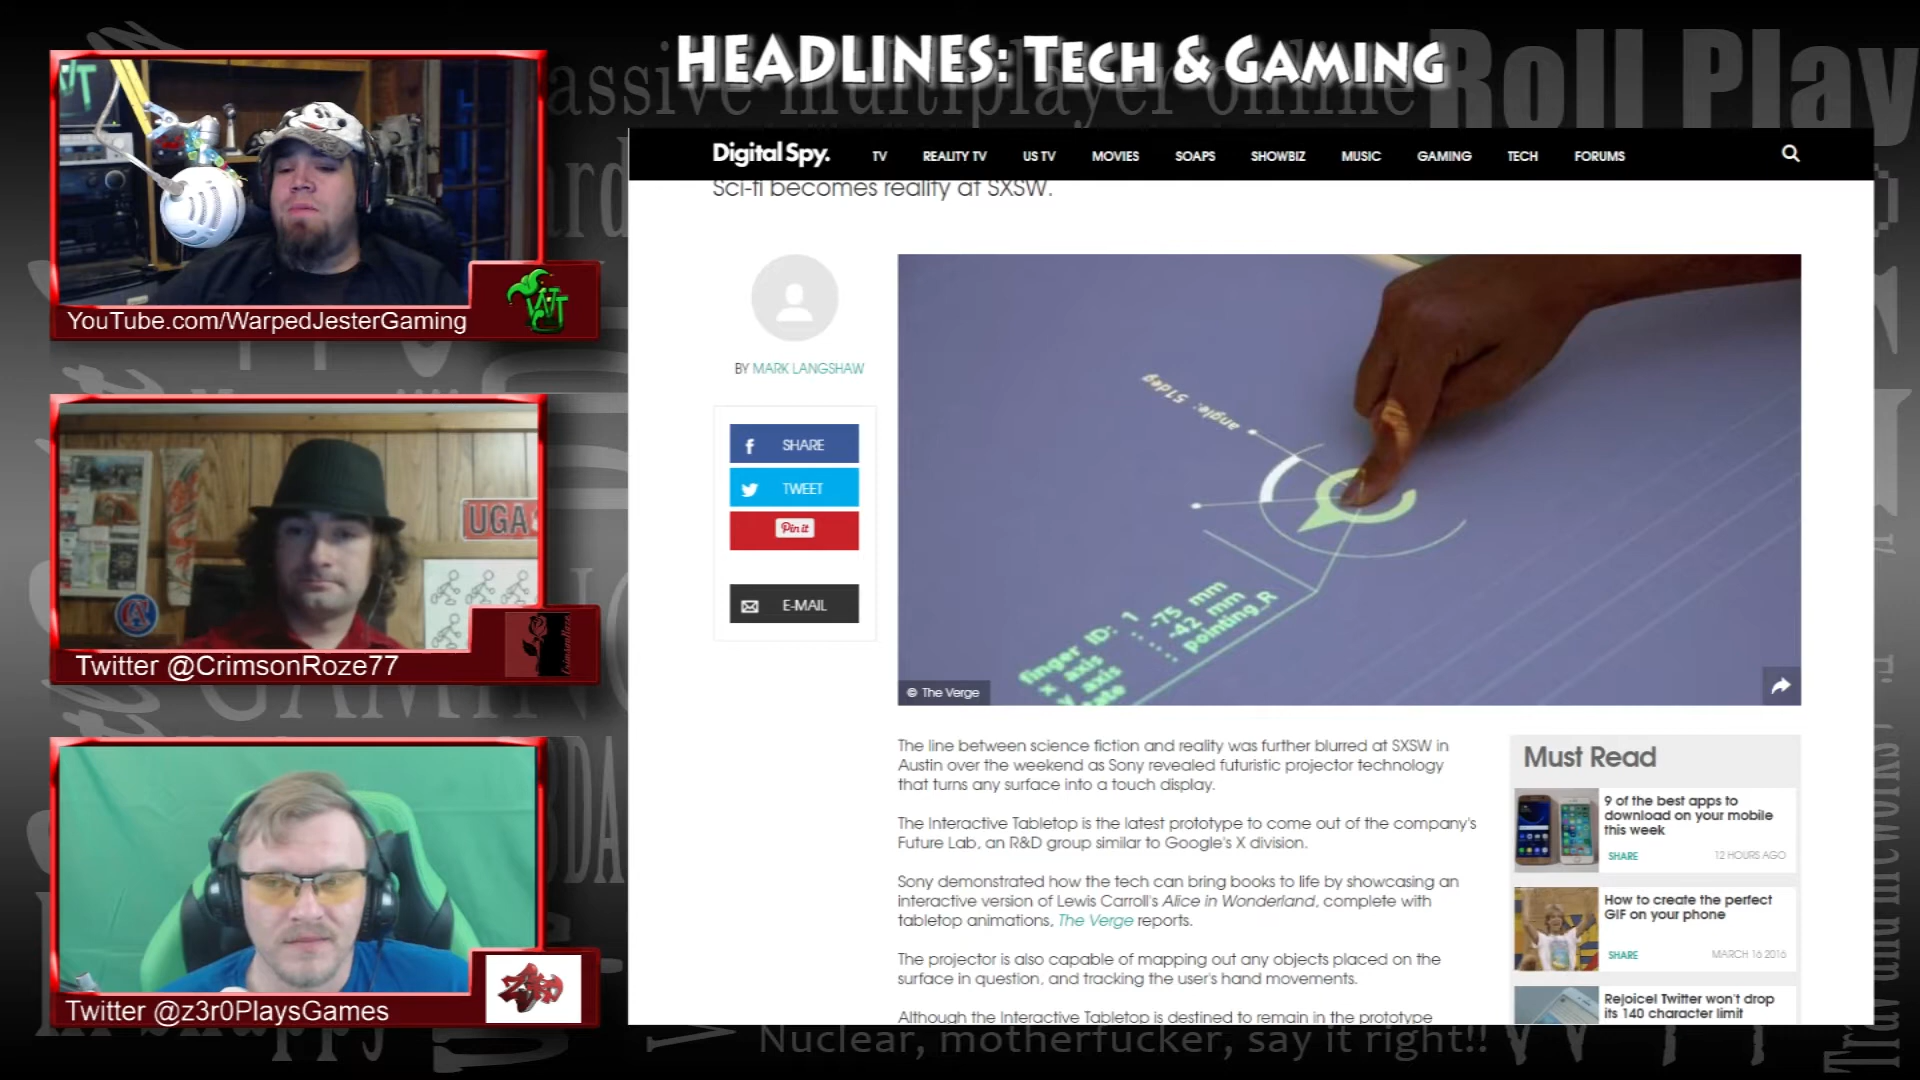 HEADLINES: TECH & GAMING
Roll Play
assive multiplayer online
YouTube.com/WarpedJesterGaming
UGA
Twitter @CrimsonRoze77
Twitter @z3r0PlaysGames
Digital Spy.
TV
REALITY TV
US TV
MOVIES
SOAPS
SHOWBIZ
MUSIC
GAMING
TECH
FORUMS
Sci-fi becomes reality at SXSW.
BY MARK LANGSHAW
SHARE
TWEET
Pin it
E-MAIL
angle: 51deg
finger ID: 1
x axis : -75 mm
y axis : -42 mm
ate : pointing_R
© The Verge
The line between science fiction and reality was further blurred at SXSW in
Austin over the weekend as Sony revealed futuristic projector technology
that turns any surface into a touch display.
The Interactive Tabletop is the latest prototype to come out of the company's
Future Lab, an R&D group similar to Google's X division.
Sony demonstrated how the tech can bring books to life by showcasing an
interactive version of Lewis Carroll's Alice in Wonderland, complete with
tabletop animations, The Verge reports.
The projector is also capable of mapping out any objects placed on the
surface in question, and tracking the user's hand movements.
Although the Interactive Tabletop is destined to remain in the prototype
Must Read
9 of the best apps to
download on your mobile
this week
SHARE
12 HOURS AGO
How to create the perfect
GIF on your phone
SHARE
MARCH 16 2016
Rejoice! Twitter won't drop
its 140 character limit
Nuclear, motherfucker, say it right!!